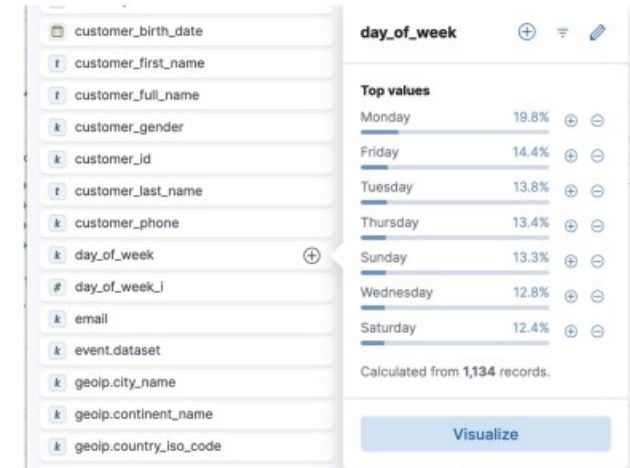 customer_birth_date
t customer_first_name
t customer_full_name
k customer_gender
k customer_id
t customer_last_name
k customer_phone
k day_of_week
# day_of_week_i
k email
k event.dataset
k geoip.city_name
k geoip.continent_name
k geoip.country_iso_code
day_of_week
Top values
Monday 19.8%
Friday 14.4%
Tuesday 13.8%
Thursday 13.4%
Sunday 13.3%
Wednesday 12.8%
Saturday 12.4%
Calculated from 1,134 records.
Visualize